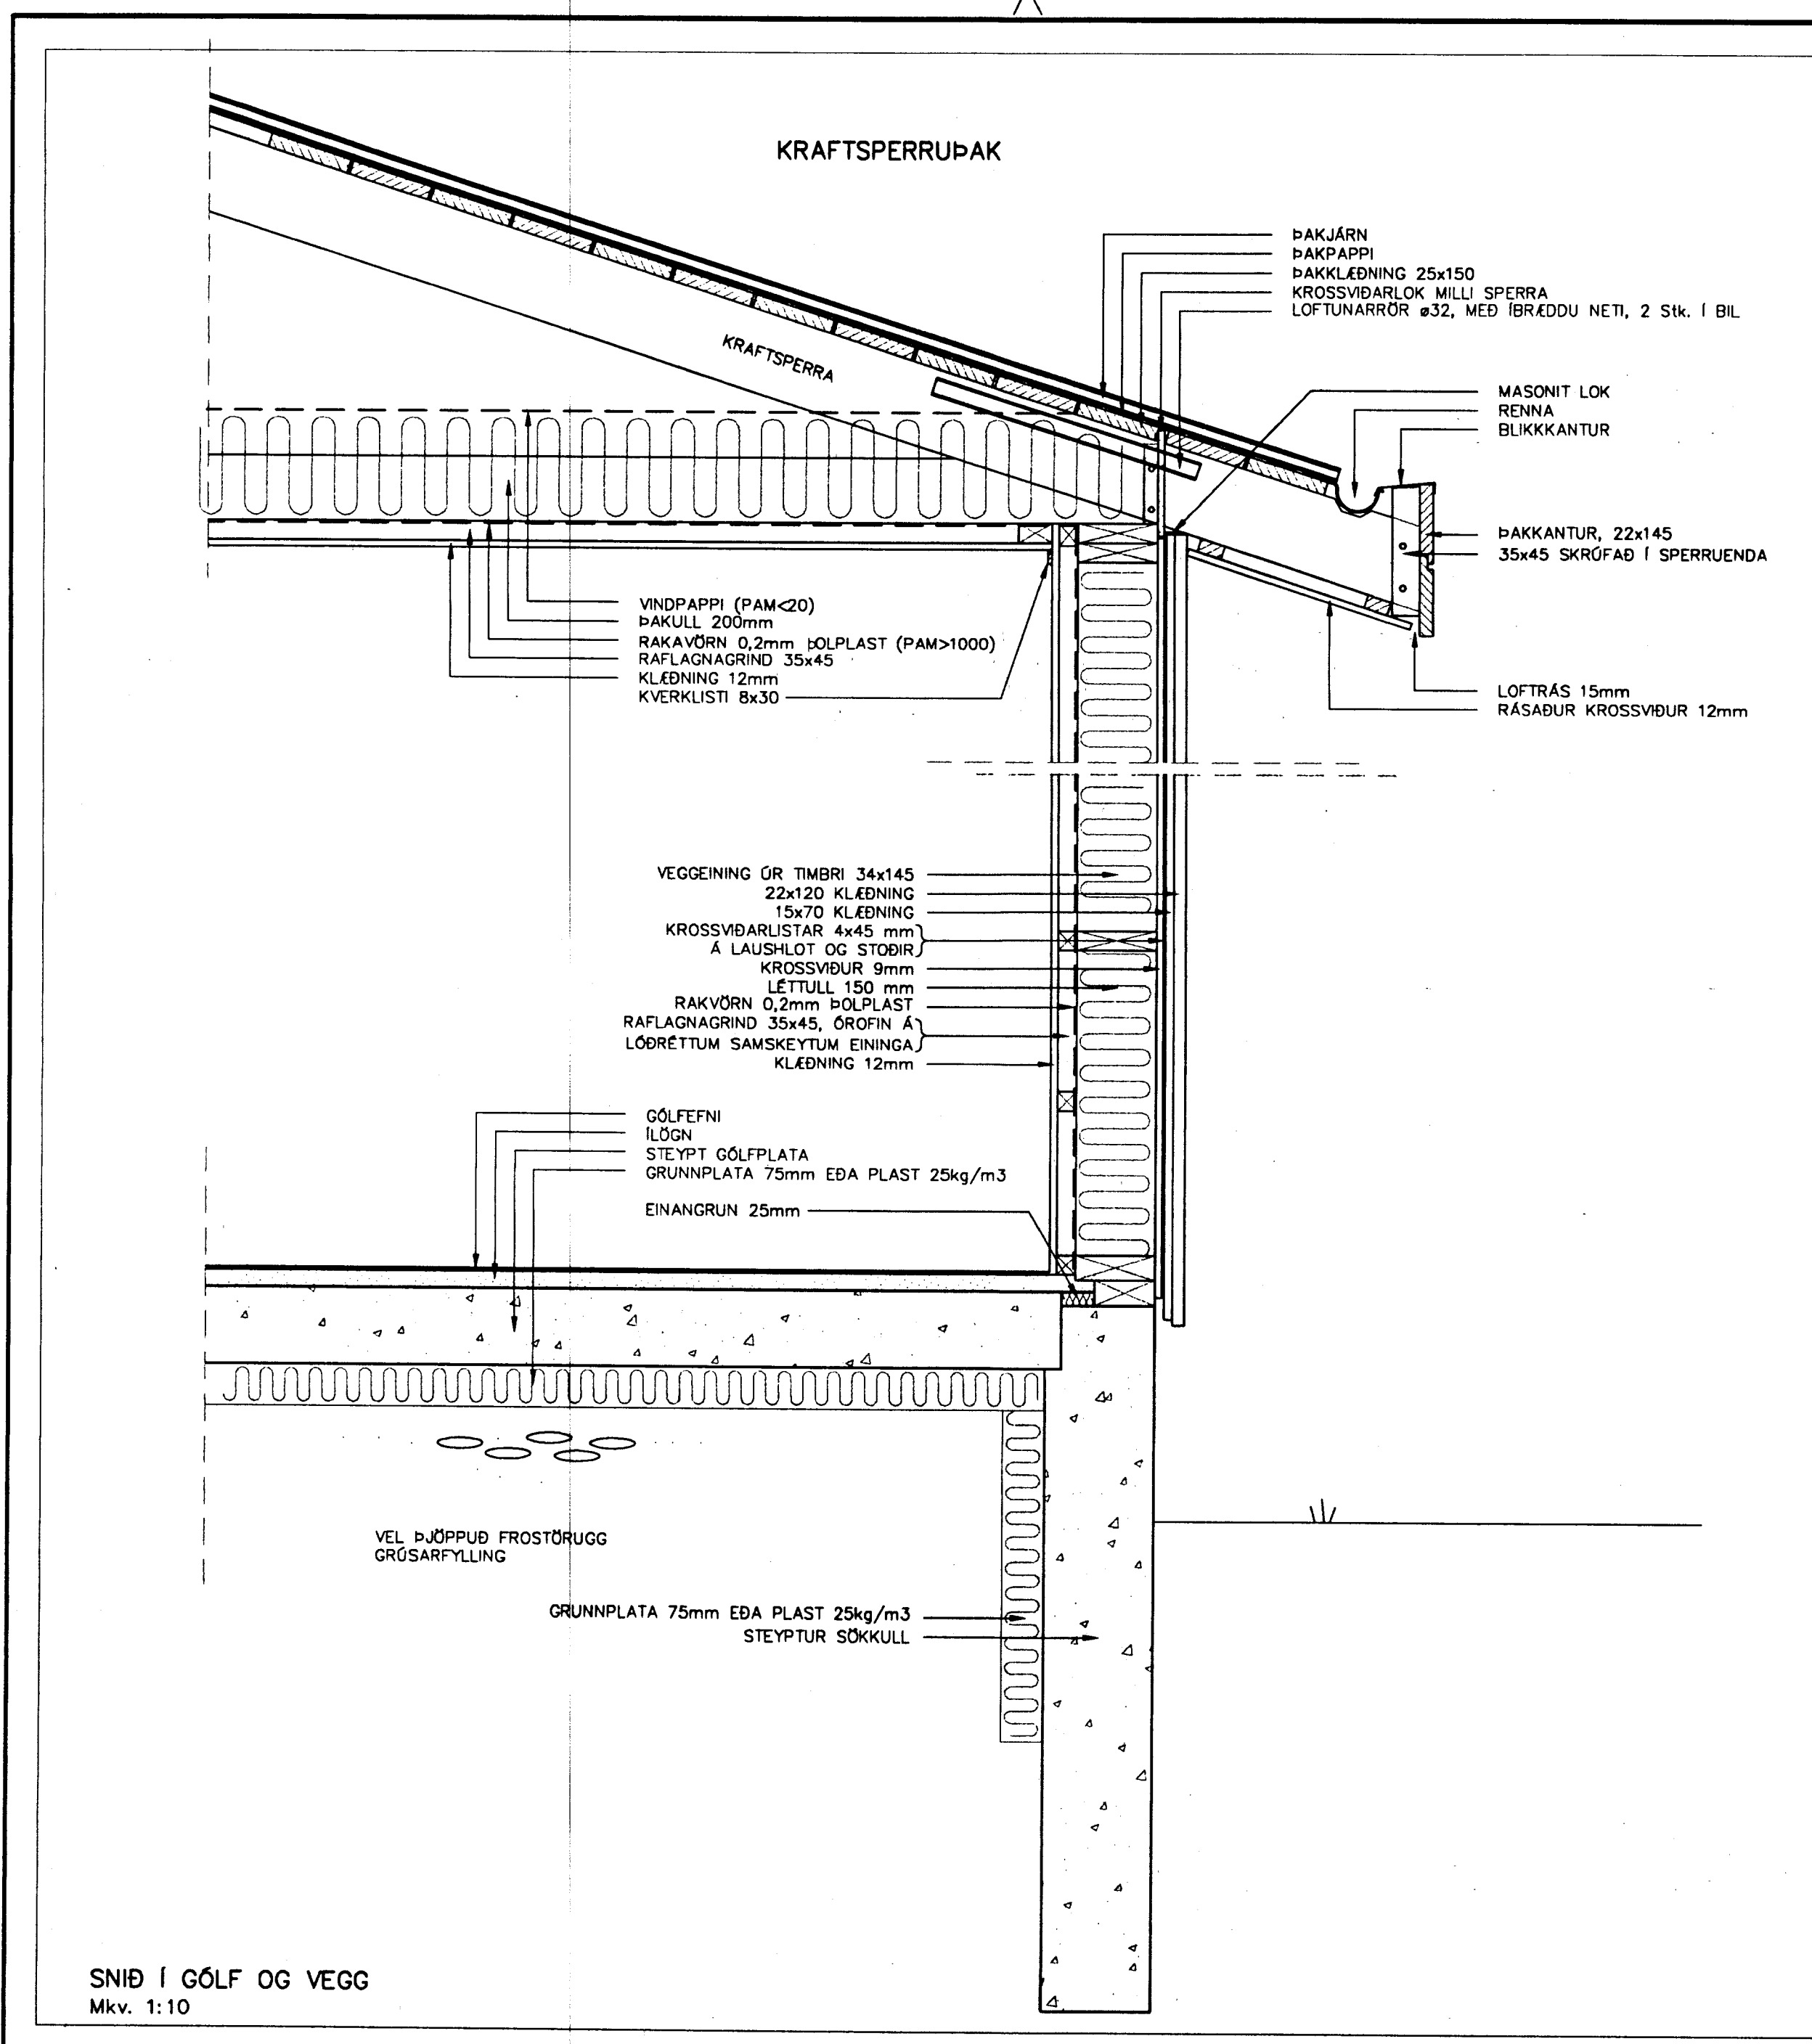 KRAFTSPERRUÞAK
ÞAKJÁRN
ÞAKPAPPI
ÞAKKLÆÐNING 25x150
KROSSVIÐARLOK MILLI SPERRA
LOFTUNARRÖR ø32, MEÐ ÍBRÆDDU NETI, 2 Stk. Í BIL
KRAFTSPERRA
MASONIT LOK
RENNA
BLIKKKANTUR
ÞAKKANTUR, 22x145
35x45 SKRÚFAÐ Í SPERRUENDA
VINDPAPPI (PAM<20)
ÞAKULL 200mm
RAKAVÖRN 0,2mm ÞOLPLAST (PAM>1000)
RAFLAGNAGRIND 35x45
KLÆÐNING 12mm
KVERKLISTI 8x30
LOFTRÁS 15mm
RÁSAÐUR KROSSVIÐUR 12mm
VEGGEINING ÚR TIMBRI 34x145
22x120 KLÆÐNING
15x70 KLÆÐNING
KROSSVIÐARLISTAR 4x45 mm
Á LAUSHLOT OG STOÐIR
KROSSVIÐUR 9mm
LÉTTULL 150 mm
RAKVÖRN 0,2mm ÞOLPLAST
RAFLAGNAGRIND 35x45, ÓROFIN Á
LÓÐRÉTTUM SAMSKEYTUM EININGA
KLÆÐNING 12mm
GÓLFEFNI
ÍLÖGN
STEYPT GÓLFPLATA
GRUNNPLATA 75mm EÐA PLAST 25kg/m3
EINANGRUN 25mm
VEL ÞJÖPPUÐ FROSTÖRUGG
GRÚSARFYLLING
GRUNNPLATA 75mm EÐA PLAST 25kg/m3
STEYPTUR SÖKKULL
SNIÐ Í GÓLF OG VEGG
Mkv. 1:10